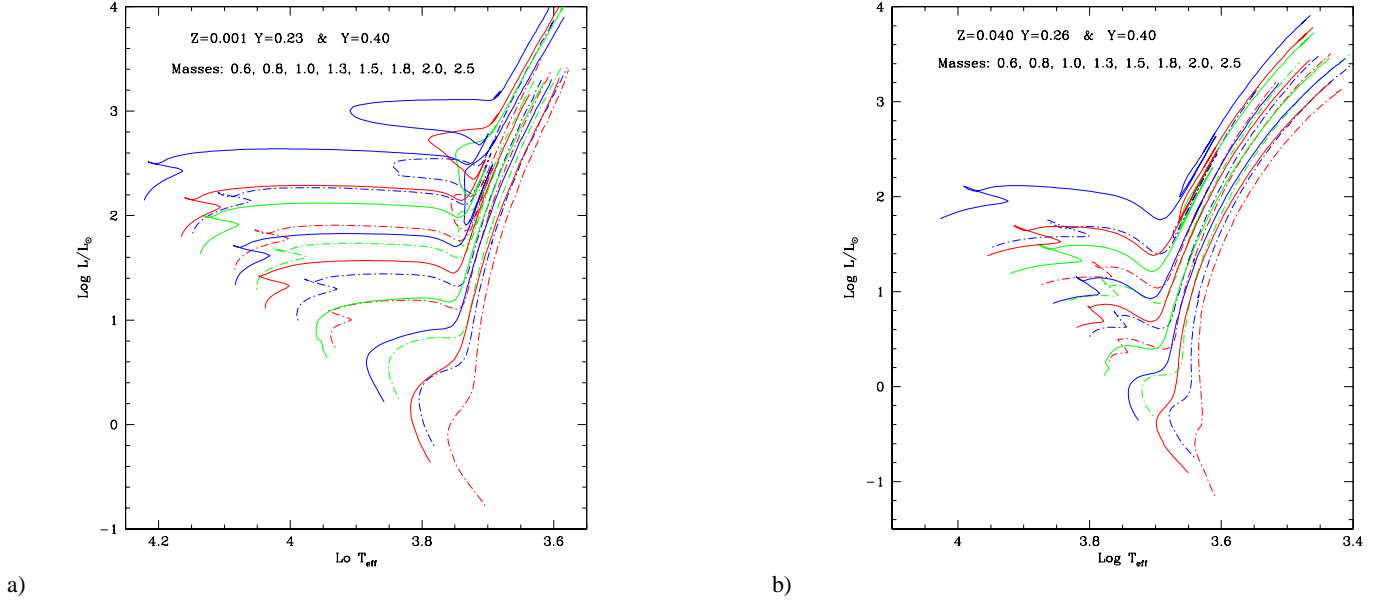 4
3
2
1
0
−1
Log L/L⊙
Z=0.001 Y=0.23 & Y=0.40
Masses: 0.6, 0.8, 1.0, 1.3, 1.5, 1.8, 2.0, 2.5
4.2
4
3.8
3.6
Lo Teff
a)
4
3
2
1
0
−1
Log L/L⊙
Z=0.040 Y=0.26 & Y=0.40
Masses: 0.6, 0.8, 1.0, 1.3, 1.5, 1.8, 2.0, 2.5
4
3.8
3.6
3.4
Log Teff
b)